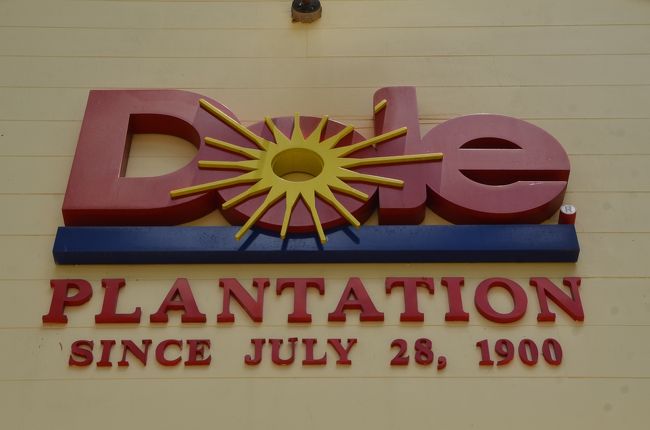 Dole
PLANTATION
SINCE JULY 28, 1900